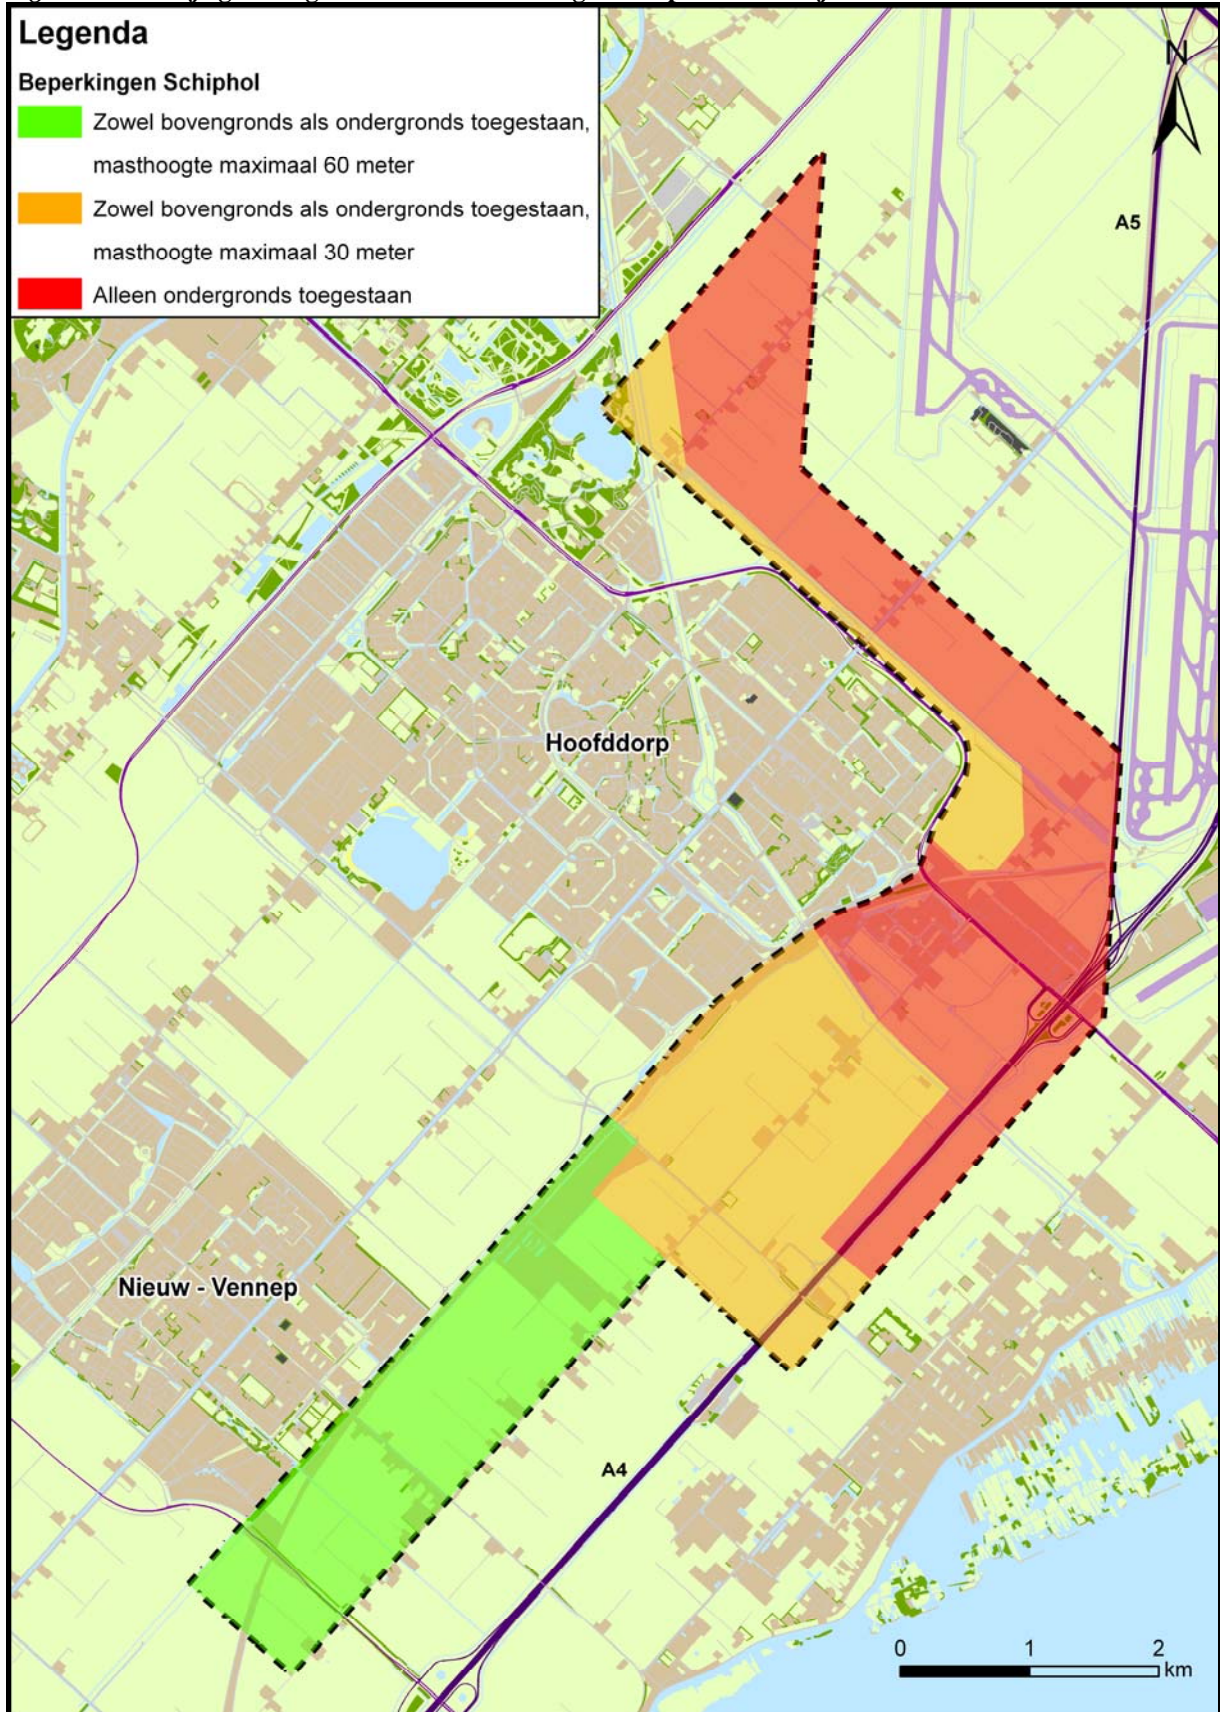 Legenda
Beperkingen Schiphol
Zowel bovengronds als ondergronds toegestaan,
masthoogte maximaal 60 meter
Zowel bovengronds als ondergronds toegestaan,
masthoogte maximaal 30 meter
Alleen ondergronds toegestaan
N
A5
Hoofddorp
Nieuw - Vennep
A4
0 1 2
km